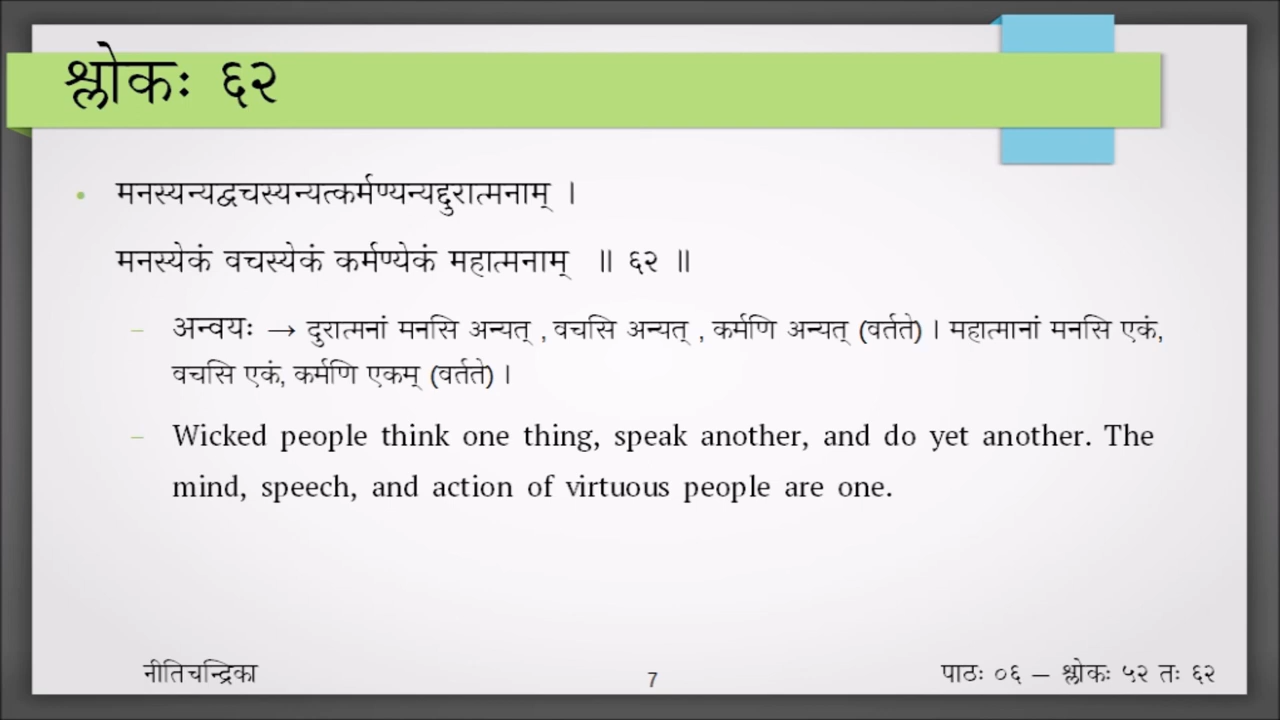 श्लोकः ६२
मनस्यन्यद्वचस्यन्यत्कर्मण्यन्यद्दुरात्मनाम् ।
मनस्येकं वचस्येकं कर्मण्येकं महात्मनाम् ॥ ६२ ॥
अन्वयः → दुरात्मनां मनसि अन्यत् , वचसि अन्यत् , कर्मणि अन्यत् (वर्तते) । महात्मानां मनसि एकं,
वचसि एकं, कर्मणि एकम् (वर्तते) ।
Wicked people think one thing, speak another, and do yet another. The
mind, speech, and action of virtuous people are one.
नीतिचन्द्रिका
7
पाठः ०६ – श्लोकः ५२ तः ६२